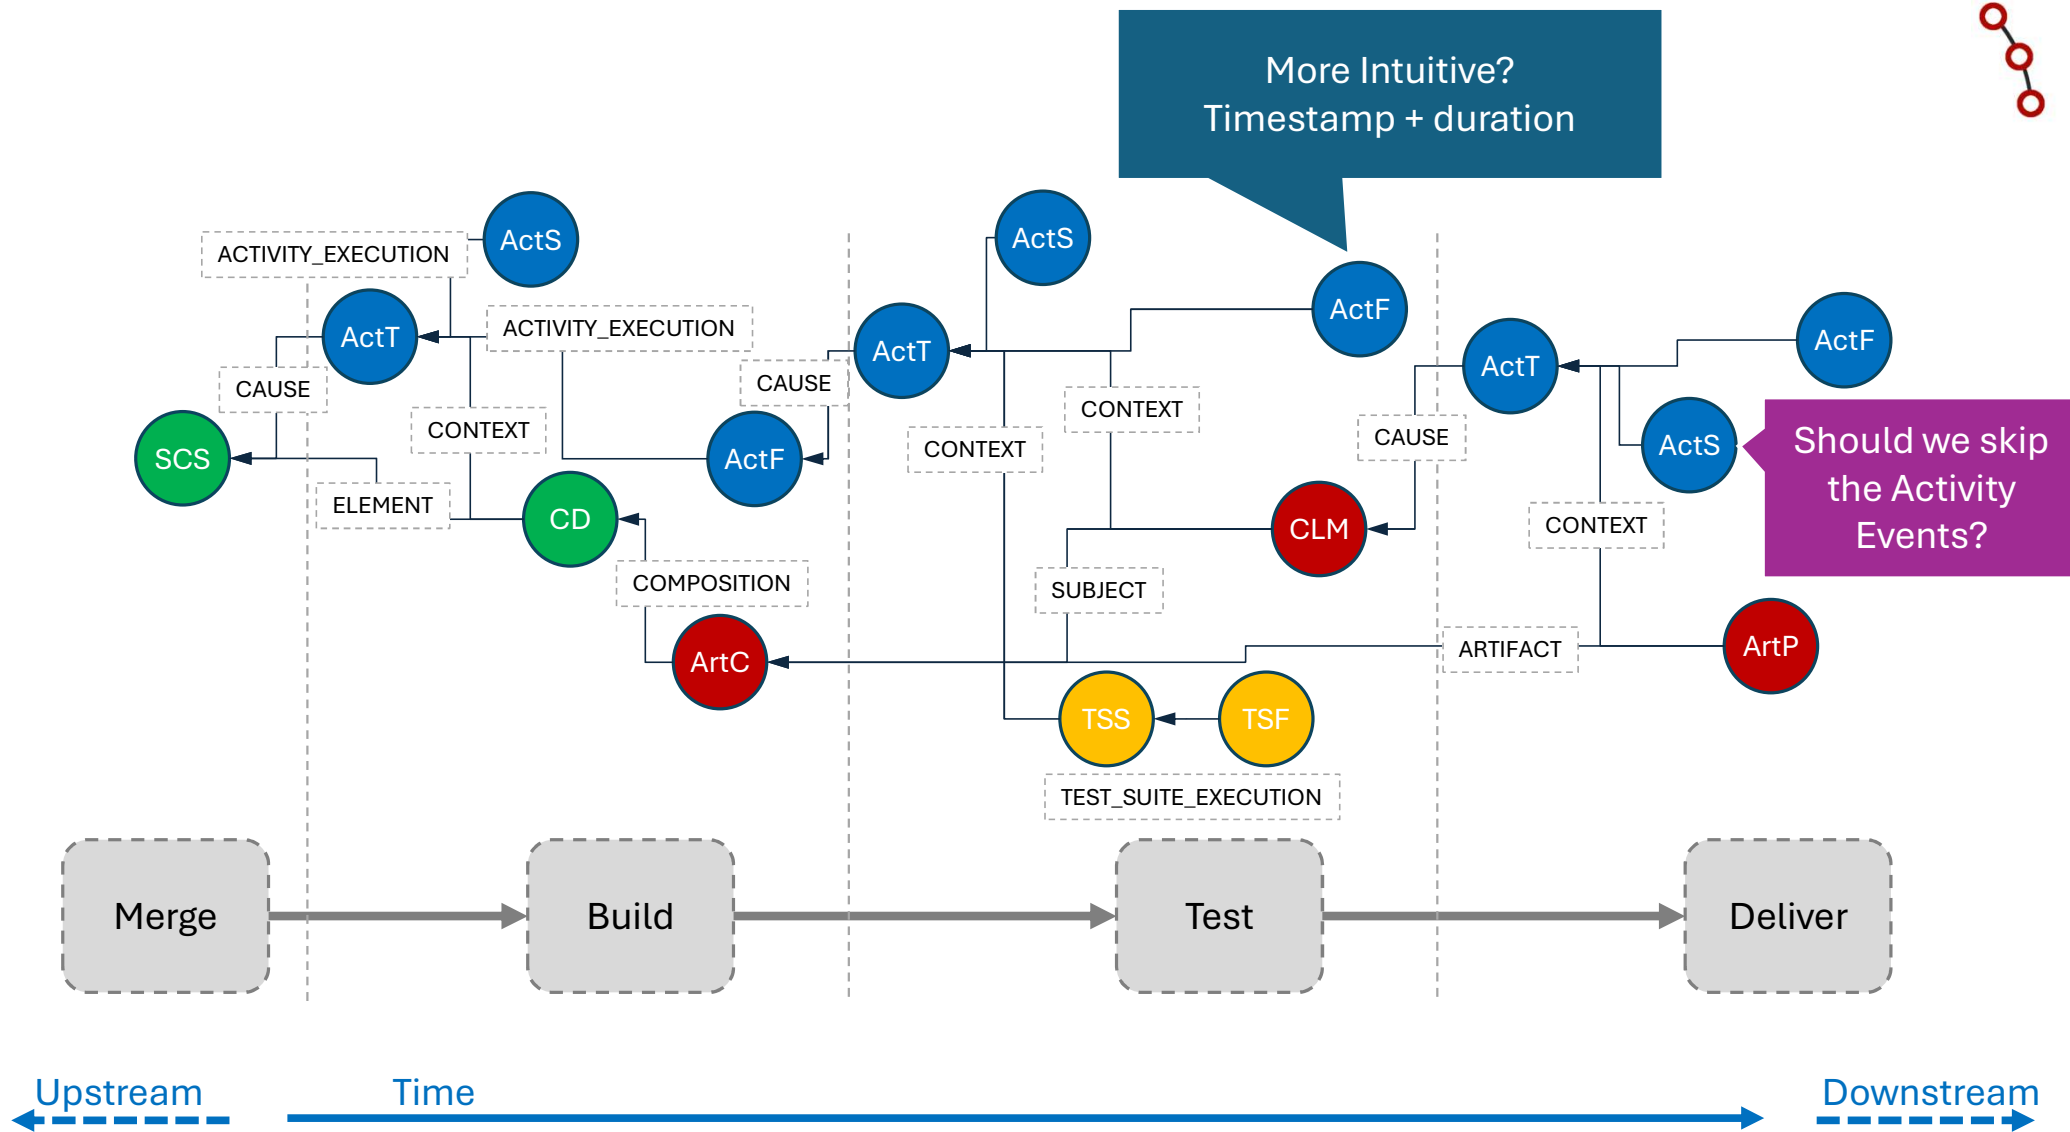 More Intuitive?
Timestamp + duration
ActS
ACTIVITY_EXECUTION
ActT
ACTIVITY_EXECUTION
CAUSE
SCS
CONTEXT
ELEMENT
CD
ActF
CAUSE
COMPOSITION
ArtC
ActS
ActT
ActF
CONTEXT
CONTEXT
CLM
SUBJECT
TSS
TSF
TEST_SUITE_EXECUTION
CAUSE
ActT
ActF
ActS
Should we skip
the Activity
Events?
CONTEXT
ARTIFACT
ArtP
Merge
Build
Test
Deliver
Upstream
Time
Downstream